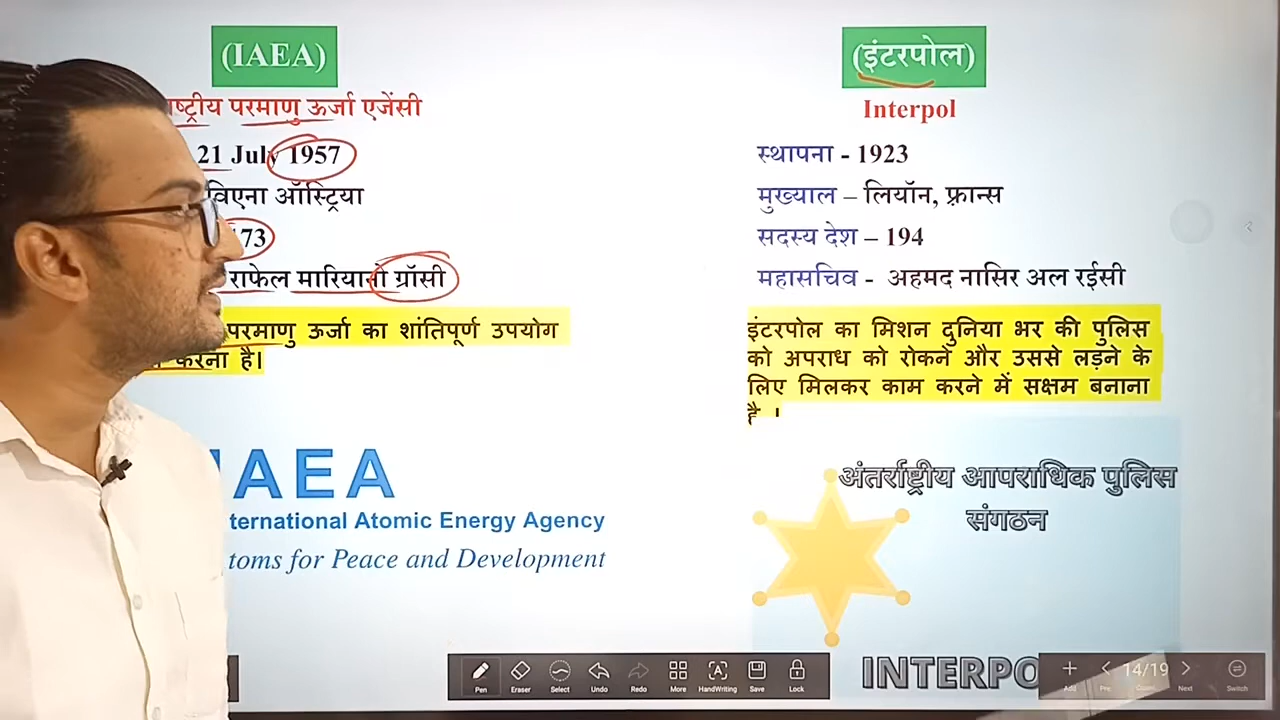 (IAEA)
राष्ट्रीय परमाणु ऊर्जा एजेंसी
21 July 1957
विएना ऑस्ट्रिया
173
राफेल मारियानो ग्रॉसी
परमाणु ऊर्जा का शांतिपूर्ण उपयोग
करना है।
IAEA
ternational Atomic Energy Agency
toms for Peace and Development
(इंटरपोल)
Interpol
स्थापना - 1923
मुख्याल – लियॉन, फ़्रान्स
सदस्य देश – 194
महासचिव - अहमद नासिर अल रईसी
इंटरपोल का मिशन दुनिया भर की पुलिस
को अपराध को रोकने और उससे लड़ने के
लिए मिलकर काम करने में सक्षम बनाना
है ।
अंतर्राष्ट्रीय आपराधिक पुलिस
संगठन
INTERPO
Pen Eraser Select Undo Redo More HandWriting Save Lock
14/19
Add Pre Next Switch